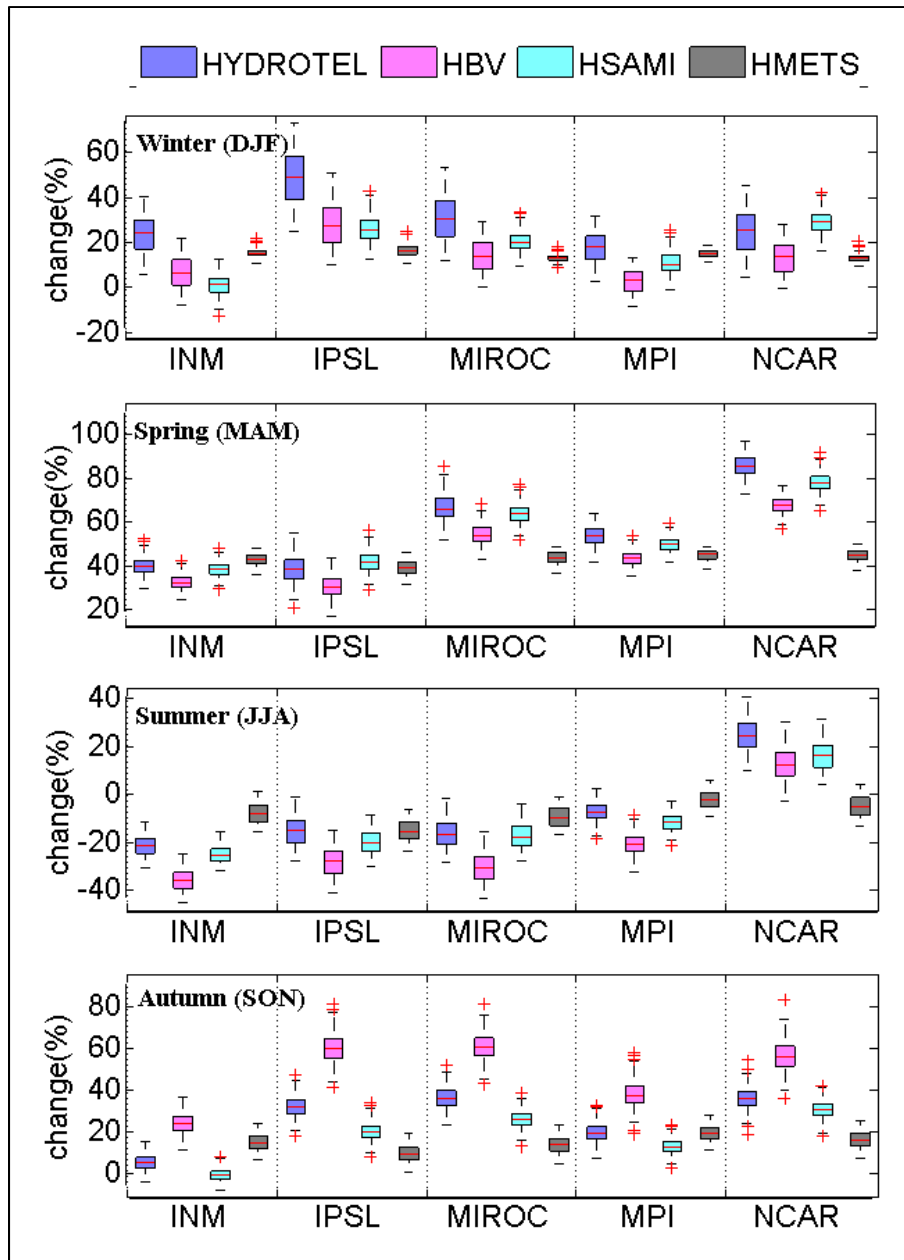 HYDROTEL HBV HSAMI HMETS
Winter (DJF)
change(%)
60
40
20
0
-20
INM IPSL MIROC MPI NCAR
Spring (MAM)
change(%)
100
80
60
40
20
INM IPSL MIROC MPI NCAR
Summer (JJA)
change(%)
40
20
0
-20
-40
INM IPSL MIROC MPI NCAR
Autumn (SON)
change(%)
80
60
40
20
0
INM IPSL MIROC MPI NCAR